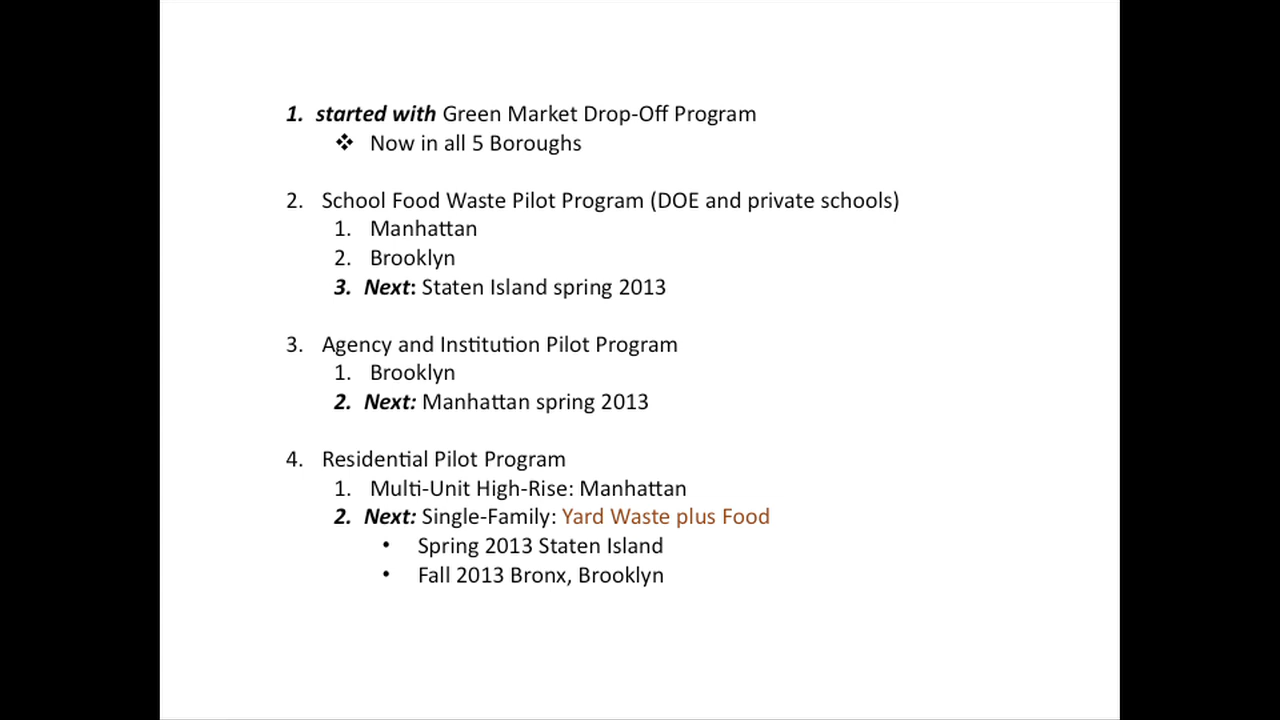 1. started with Green Market Drop-Off Program
❖ Now in all 5 Boroughs
2. School Food Waste Pilot Program (DOE and private schools)
1. Manhattan
2. Brooklyn
3. Next: Staten Island spring 2013
3. Agency and Institution Pilot Program
1. Brooklyn
2. Next: Manhattan spring 2013
4. Residential Pilot Program
1. Multi-Unit High-Rise: Manhattan
2. Next: Single-Family: Yard Waste plus Food
• Spring 2013 Staten Island
• Fall 2013 Bronx, Brooklyn